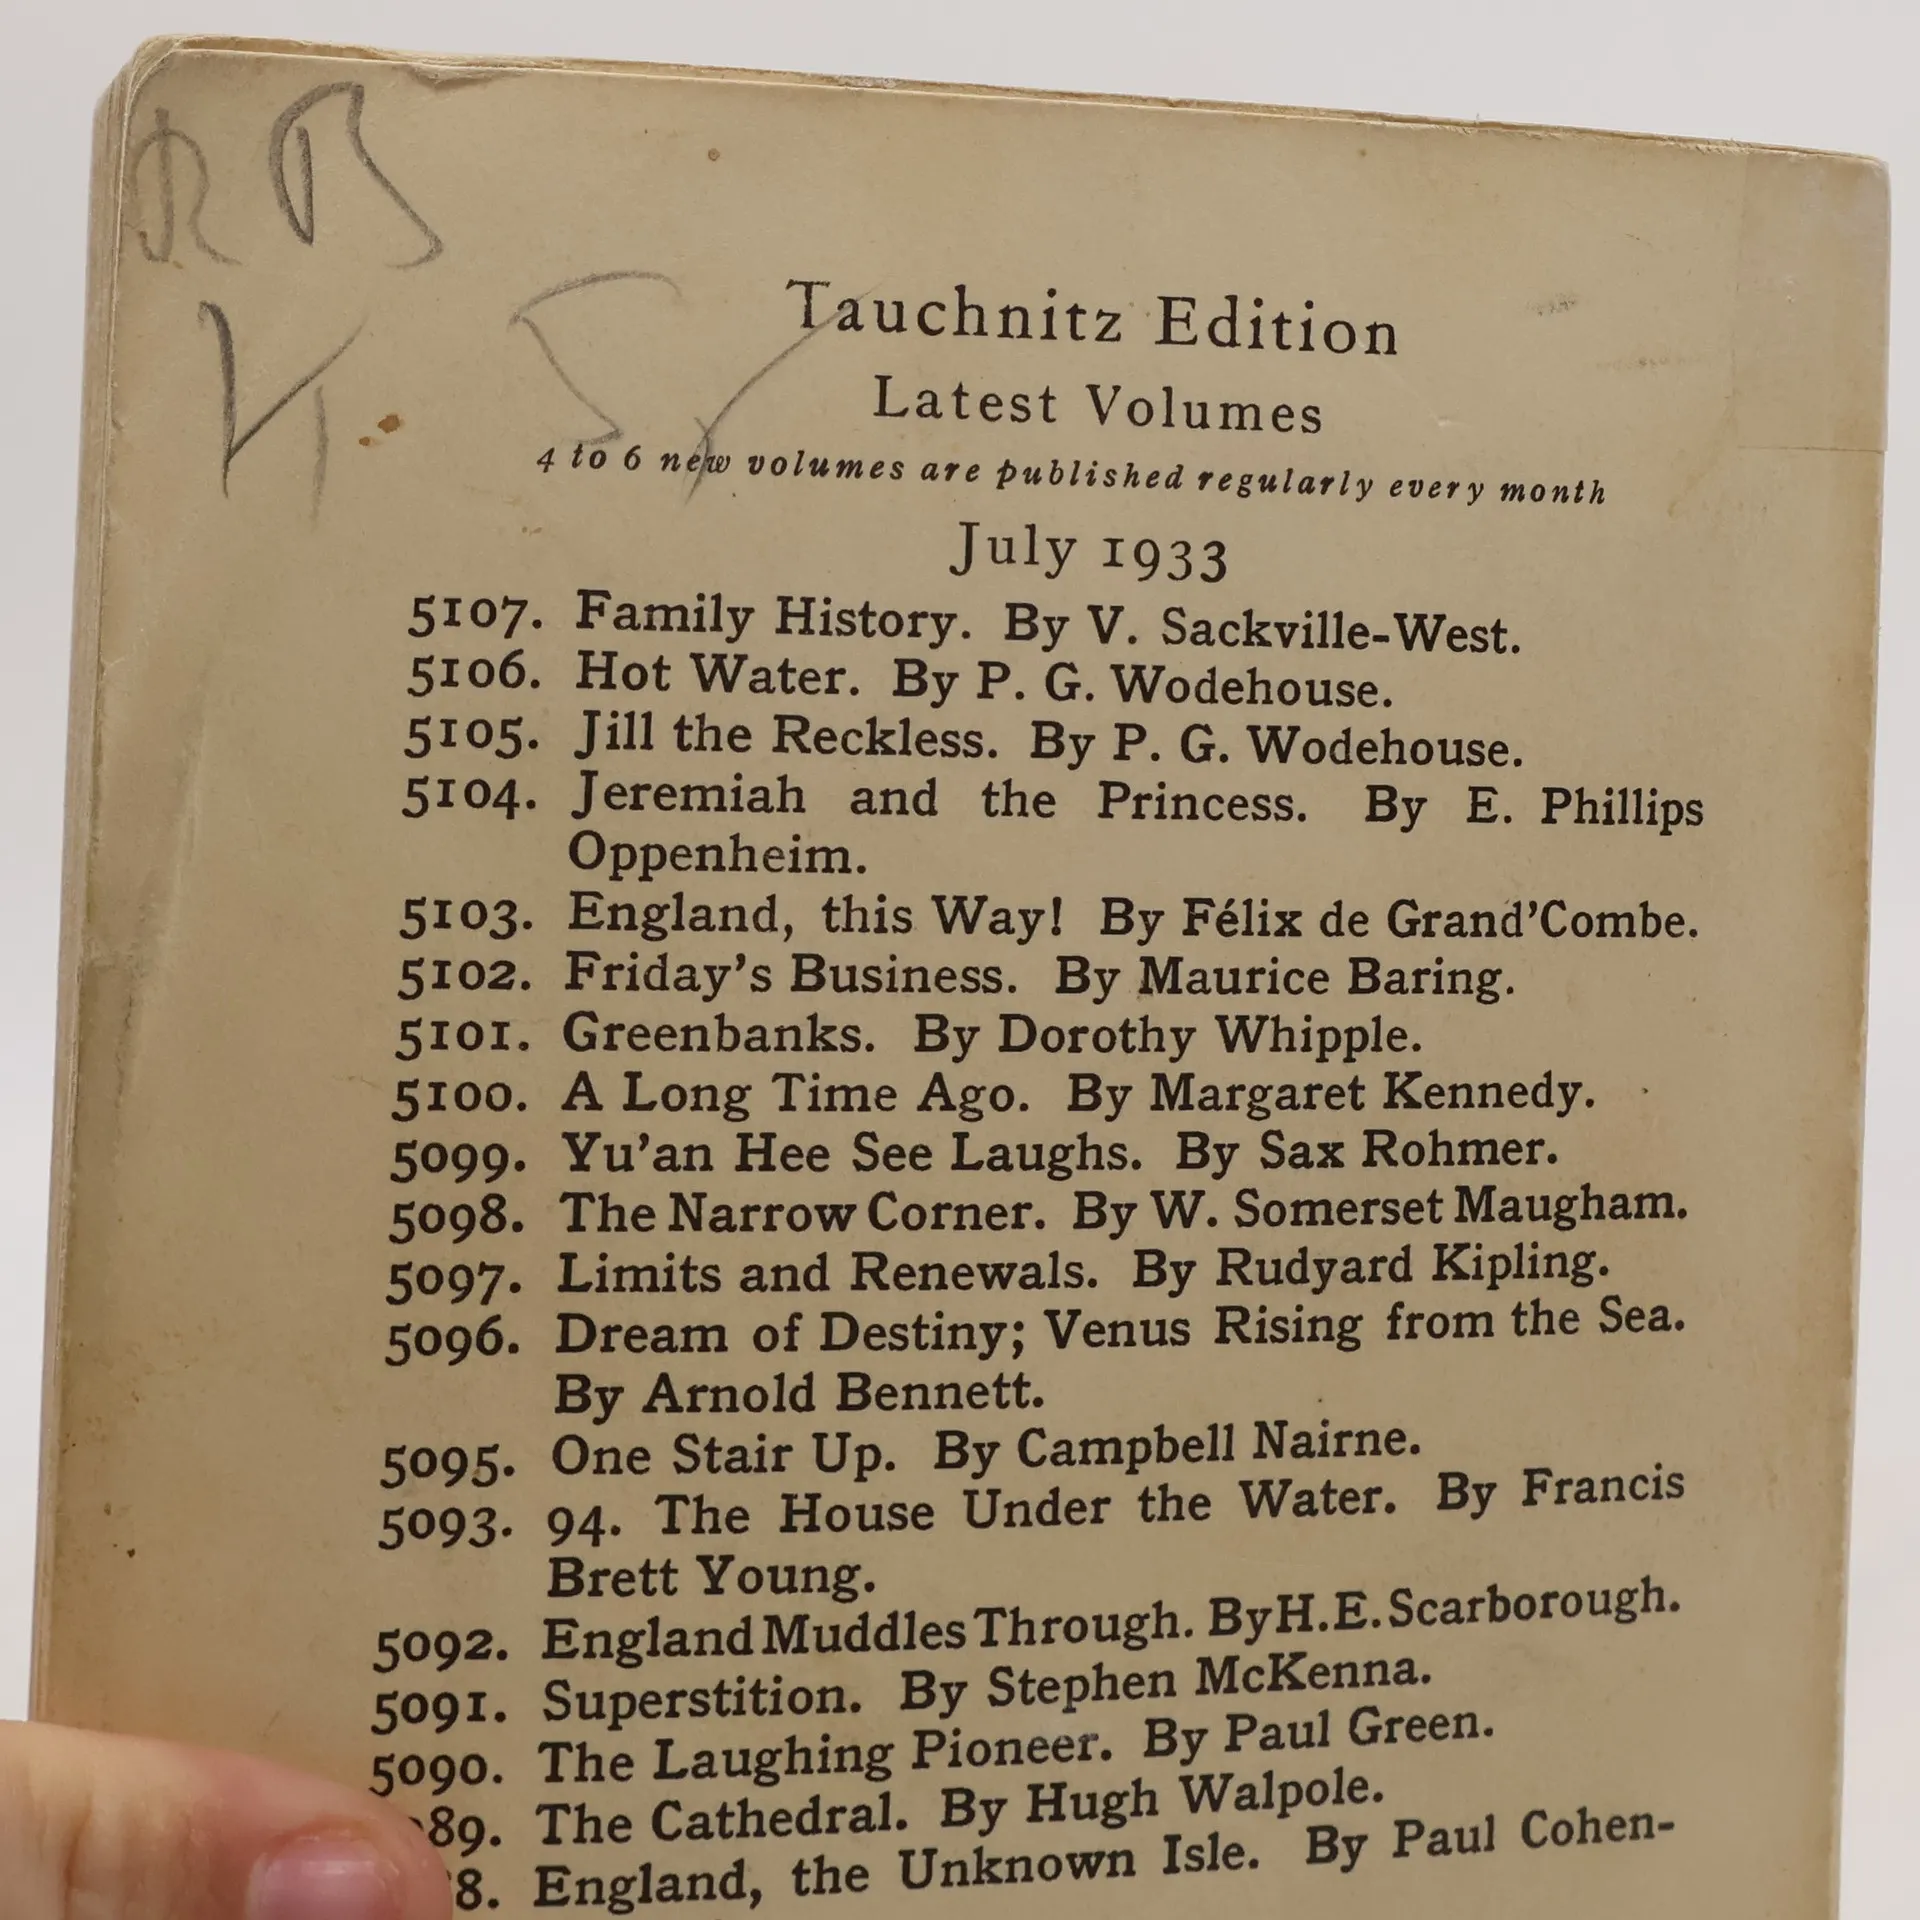 R B
4. 5
Tauchnitz Edition
Latest Volumes
4 to 6 new volumes are published regularly every month
July 1933
5107. Family History. By V. Sackville-West.
5106. Hot Water. By P. G. Wodehouse.
5105. Jill the Reckless. By P. G. Wodehouse.
5104. Jeremiah and the Princess. By E. Phillips
Oppenheim.
5103. England, this Way! By Félix de Grand'Combe.
5102. Friday's Business. By Maurice Baring.
5101. Greenbanks. By Dorothy Whipple.
5100. A Long Time Ago. By Margaret Kennedy.
5099. Yu'an Hee See Laughs. By Sax Rohmer.
5098. The Narrow Corner. By W. Somerset Maugham.
5097. Limits and Renewals. By Rudyard Kipling.
5096. Dream of Destiny; Venus Rising from the Sea.
By Arnold Bennett.
5095. One Stair Up. By Campbell Nairne.
5093. 94. The House Under the Water. By Francis
Brett Young.
5092. England Muddles Through. By H. E. Scarborough.
5091. Superstition. By Stephen McKenna.
5090. The Laughing Pioneer. By Paul Green.
89. The Cathedral. By Hugh Walpole.
8. England, the Unknown Isle. By Paul Cohen-